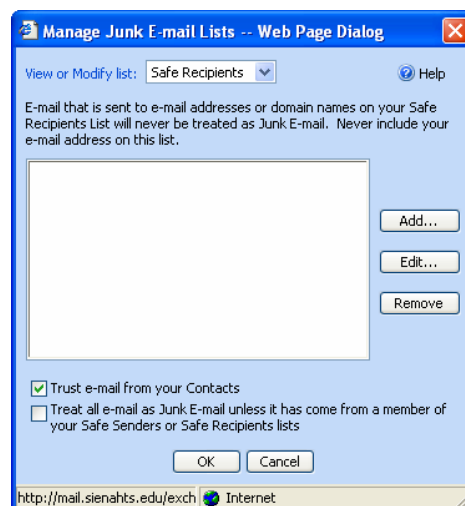 Manage Junk E-mail Lists -- Web Page Dialog
View or Modify list: Safe Recipients Help
E-mail that is sent to e-mail addresses or domain names on your Safe
Recipients List will never be treated as Junk E-mail. Never include your
e-mail address on this list.
Add...
Edit...
Remove
Trust e-mail from your Contacts
Treat all e-mail as Junk E-mail unless it has come from a member of
your Safe Senders or Safe Recipients lists
OK Cancel
http://mail.sienahts.edu/exch Internet